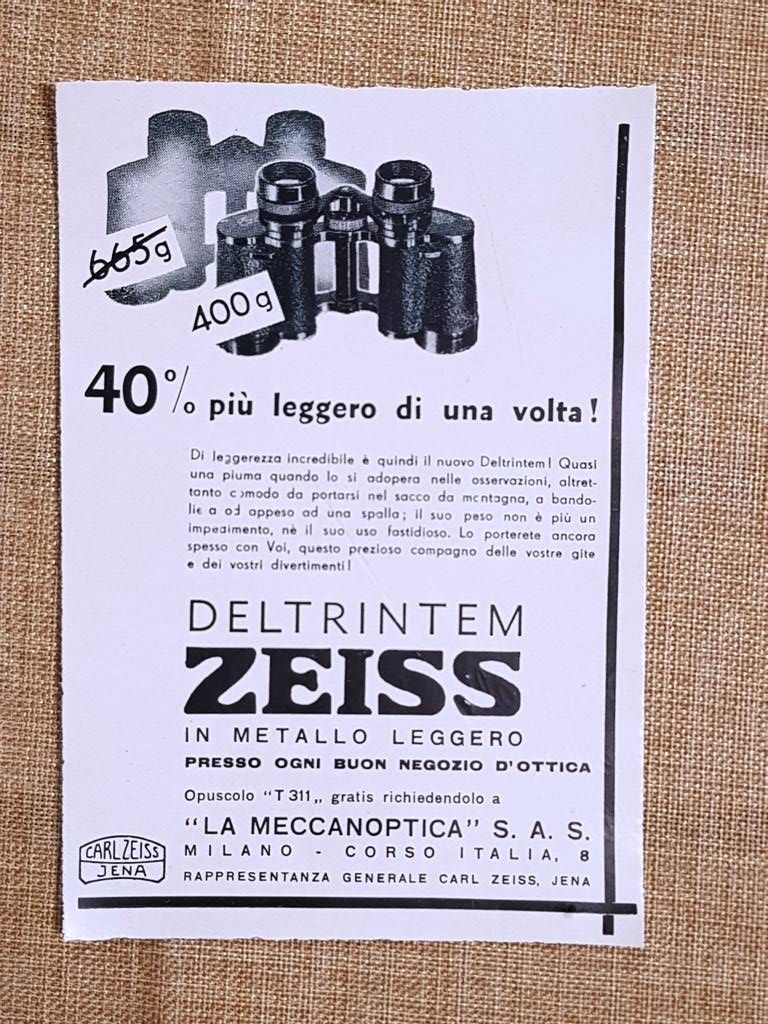 665g
400g
40% più leggero di una volta!
Di leggerezza incredibile è quindi il nuovo Deltrintem! Quasi
una piuma quando lo si adopera nelle osservazioni, altret-
tanto comodo da portarsi nel sacco da montagna, a bando-
liera od appeso ad una spalla; il suo peso non è più un
impedimento, nè il suo uso fastidioso. Lo porterete ancora
spesso con Voi, questo prezioso compagno delle vostre gite
e dei vostri divertimenti!
DELTRINTEM
ZEISS
IN METALLO LEGGERO
PRESSO OGNI BUON NEGOZIO D'OTTICA
Opuscolo "T 311„ gratis richiedendolo a
"LA MECCANOPTICA" S. A. S.
MILANO - CORSO ITALIA, 8
RAPPRESENTANZA GENERALE CARL ZEISS, JENA
CARL ZEISS
JENA